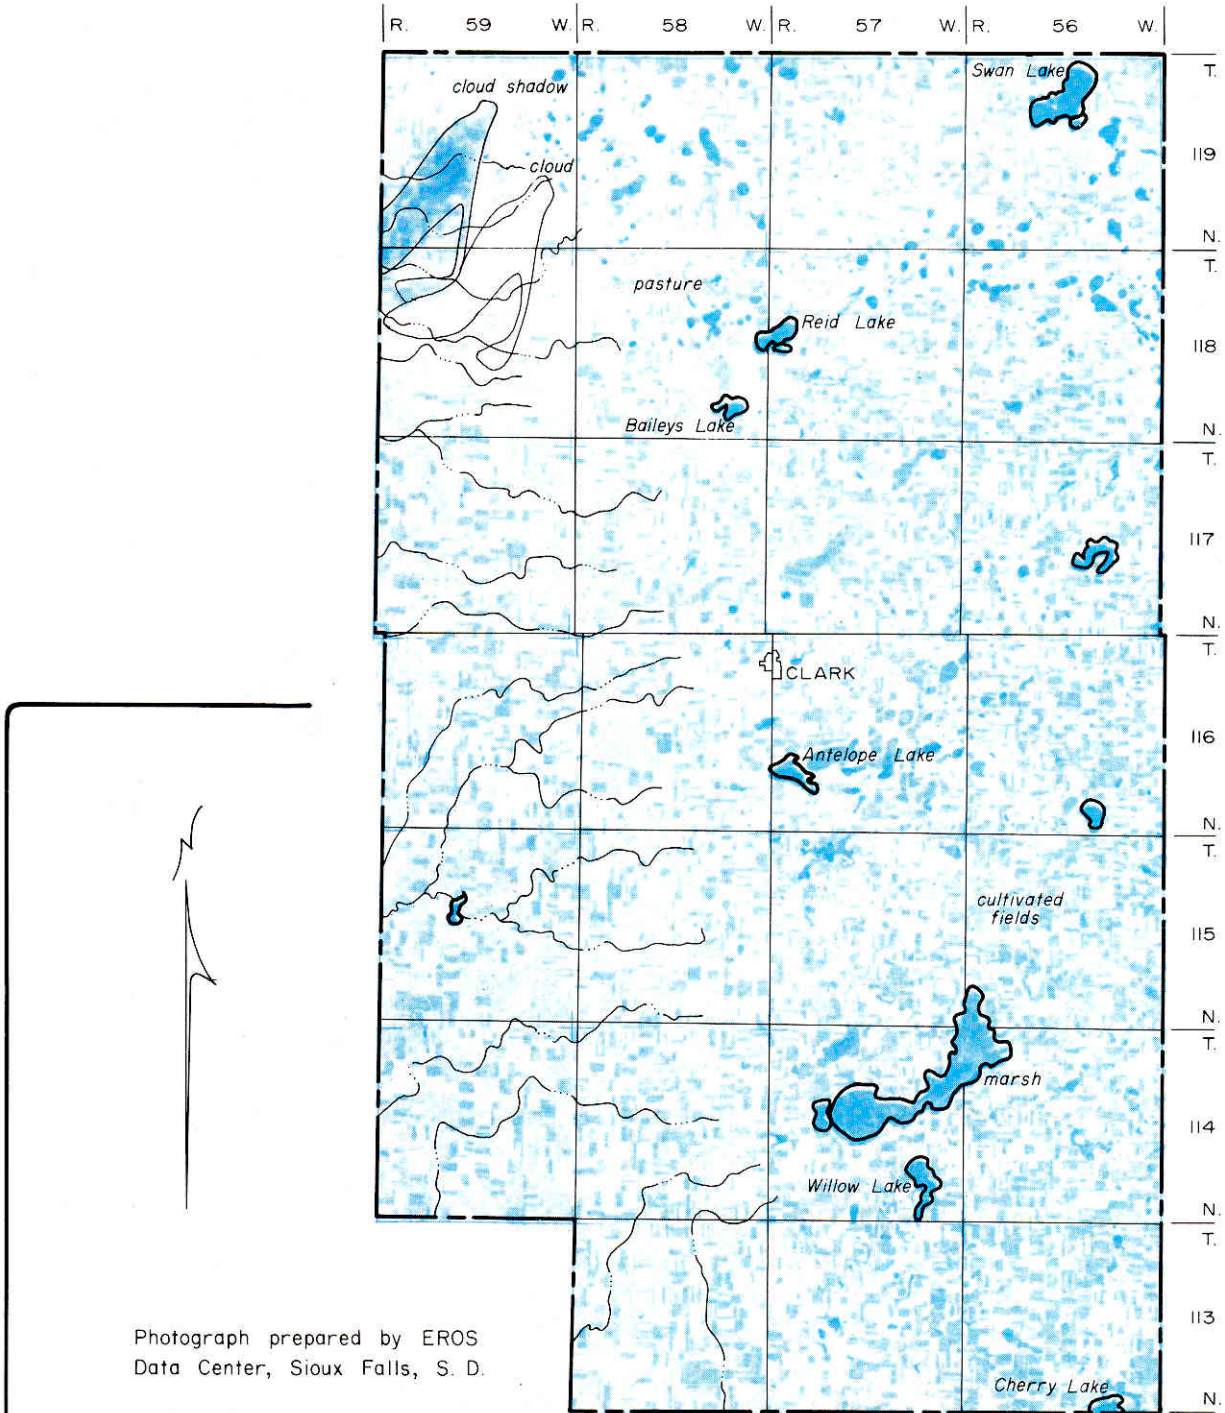 R. 59 W. R. 58 W. R. 57 W. R. 56 W.
T.
Swan Lake
cloud shadow
119
cloud
N.
T.
pasture
Reid Lake
118
Baileys Lake
N.
T.
117
N.
T.
CLARK
116
Antelope Lake
N.
T.
cultivated
fields
115
N.
T.
marsh
114
Willow Lake
N.
T.
113
Photograph prepared by EROS
Data Center, Sioux Falls, S. D.
Cherry Lake
N.